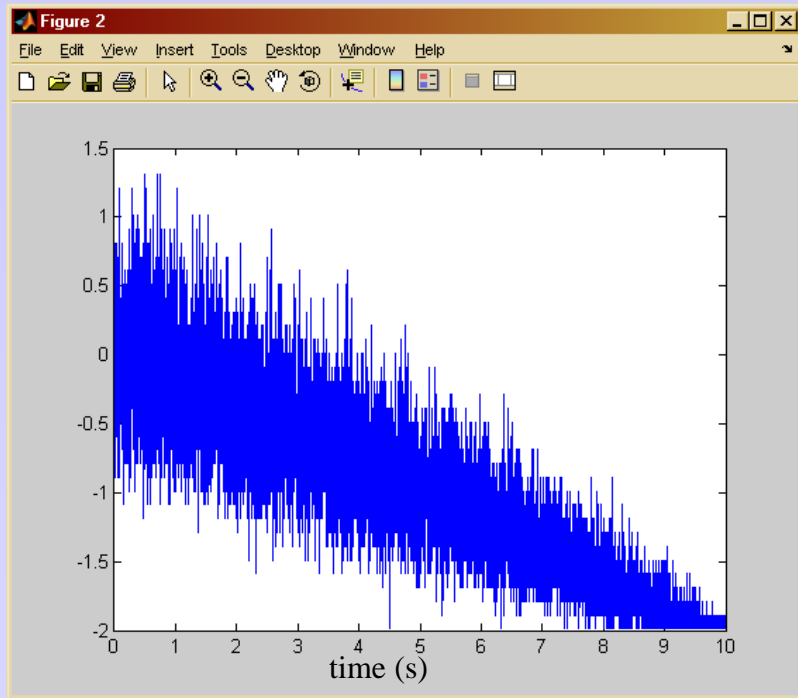 Figure 2
File Edit View Insert Tools Desktop Window Help
1.5
1
0.5
0
-0.5
-1
-1.5
-2
0 1 2 3 4 5 6 7 8 9 10
time (s)